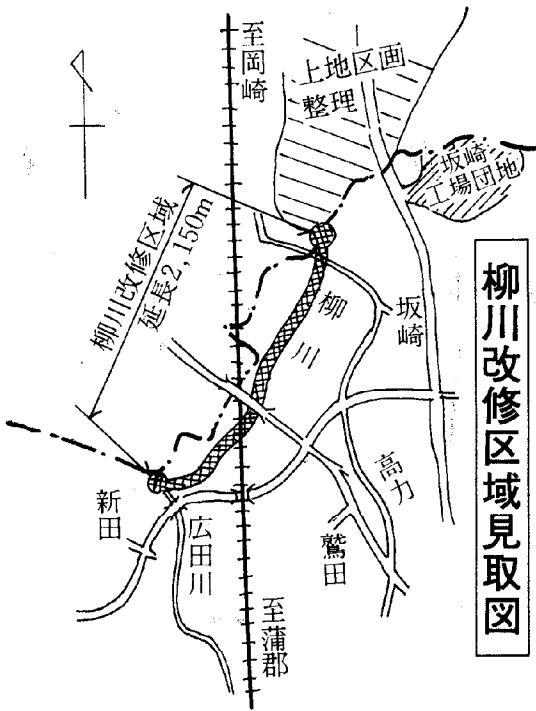 至岡崎
上地区画
整理
坂崎
工場団地
柳川改修区域
延長2,150m
柳川
坂崎
柳川改修区域見取図
高力
鷲田
新田
広田川
至蒲郡